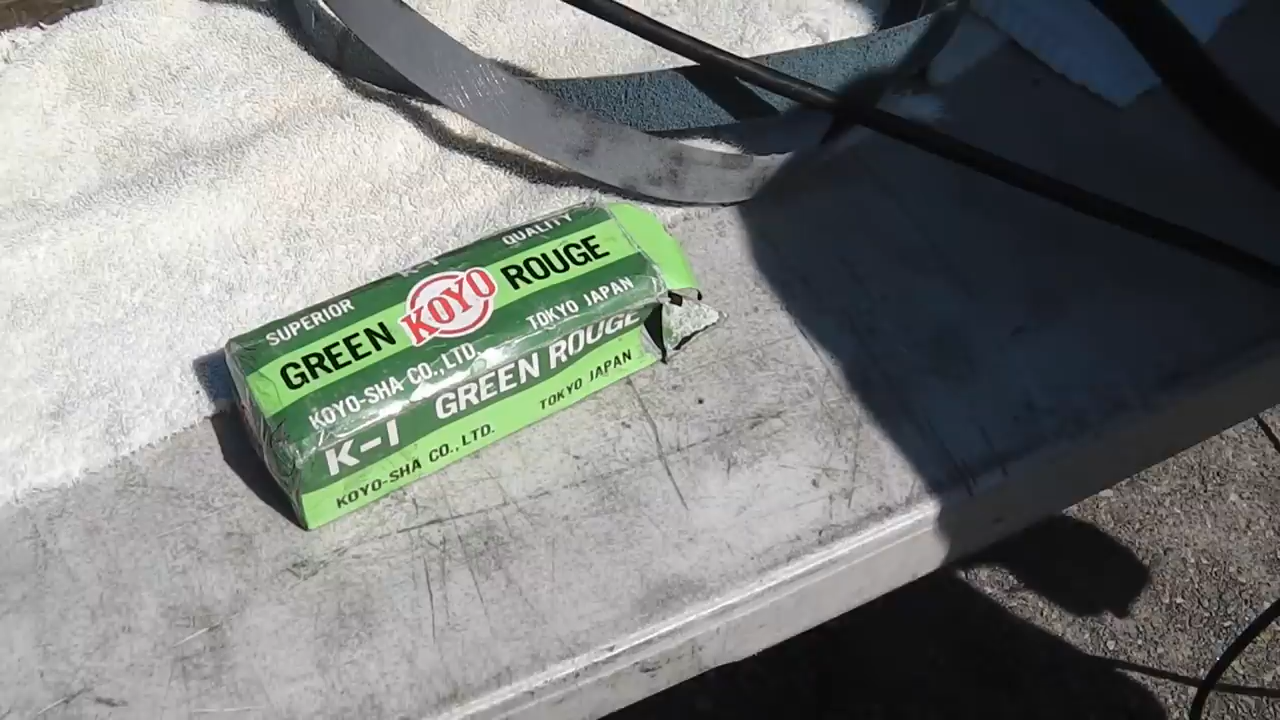 SUPERIOR K-1 QUALITY
GREEN KOYO ROUGE
KOYO-SHA CO.,LTD. TOKYO JAPAN
K-1 GREEN ROUGE
KOYO-SHA CO., LTD. TOKYO JAPAN